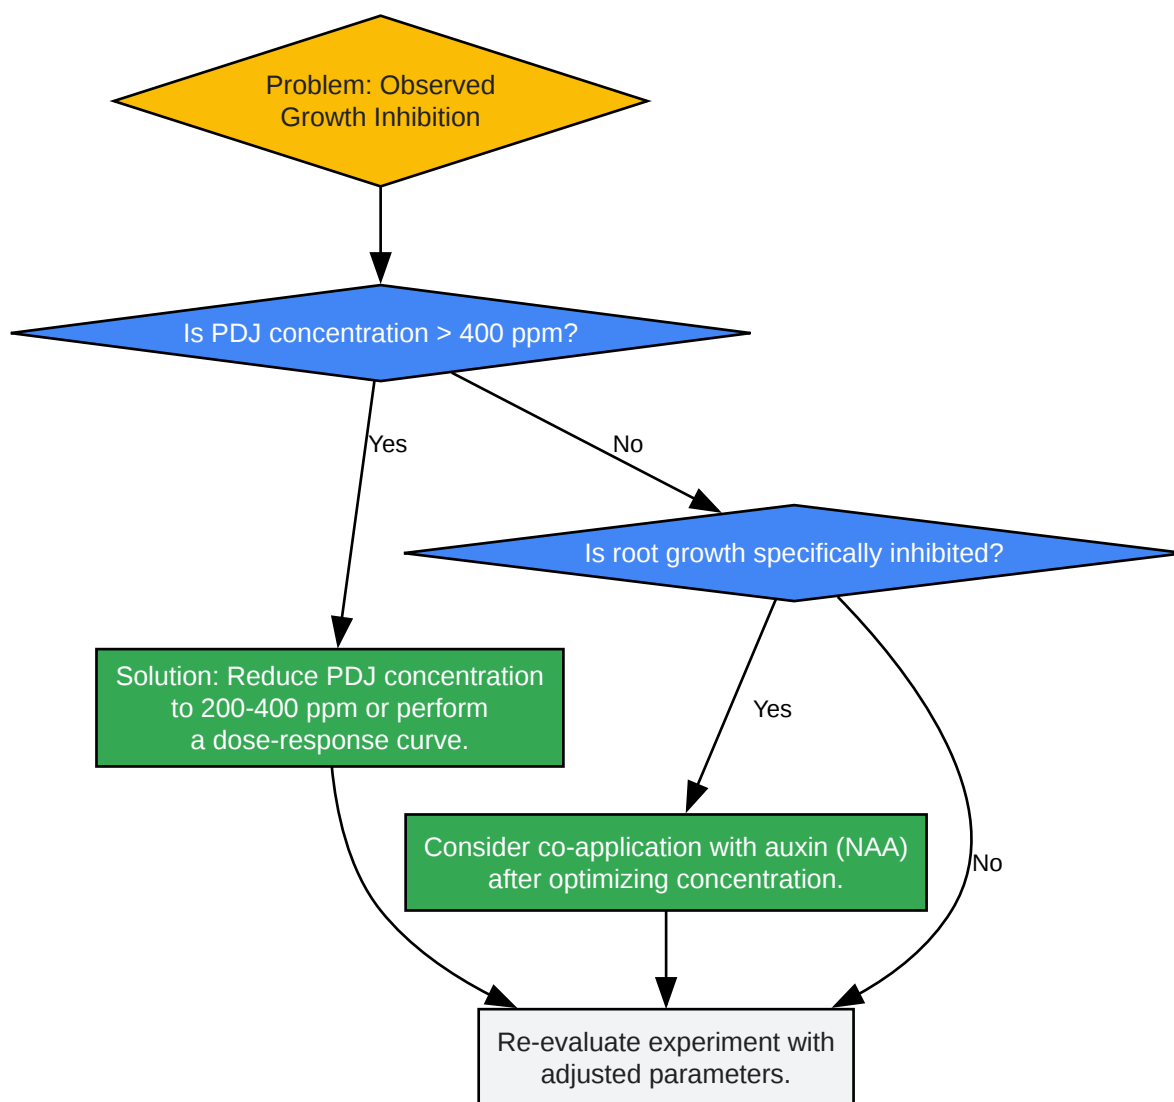 Problem: Observed
Growth Inhibition
Is PDJ concentration > 400 ppm?
Yes
No
Is root growth specifically inhibited?
Solution: Reduce PDJ concentration
to 200-400 ppm or perform
a dose-response curve.
Yes
Consider co-application with auxin (NAA)
after optimizing concentration.
No
Re-evaluate experiment with
adjusted parameters.